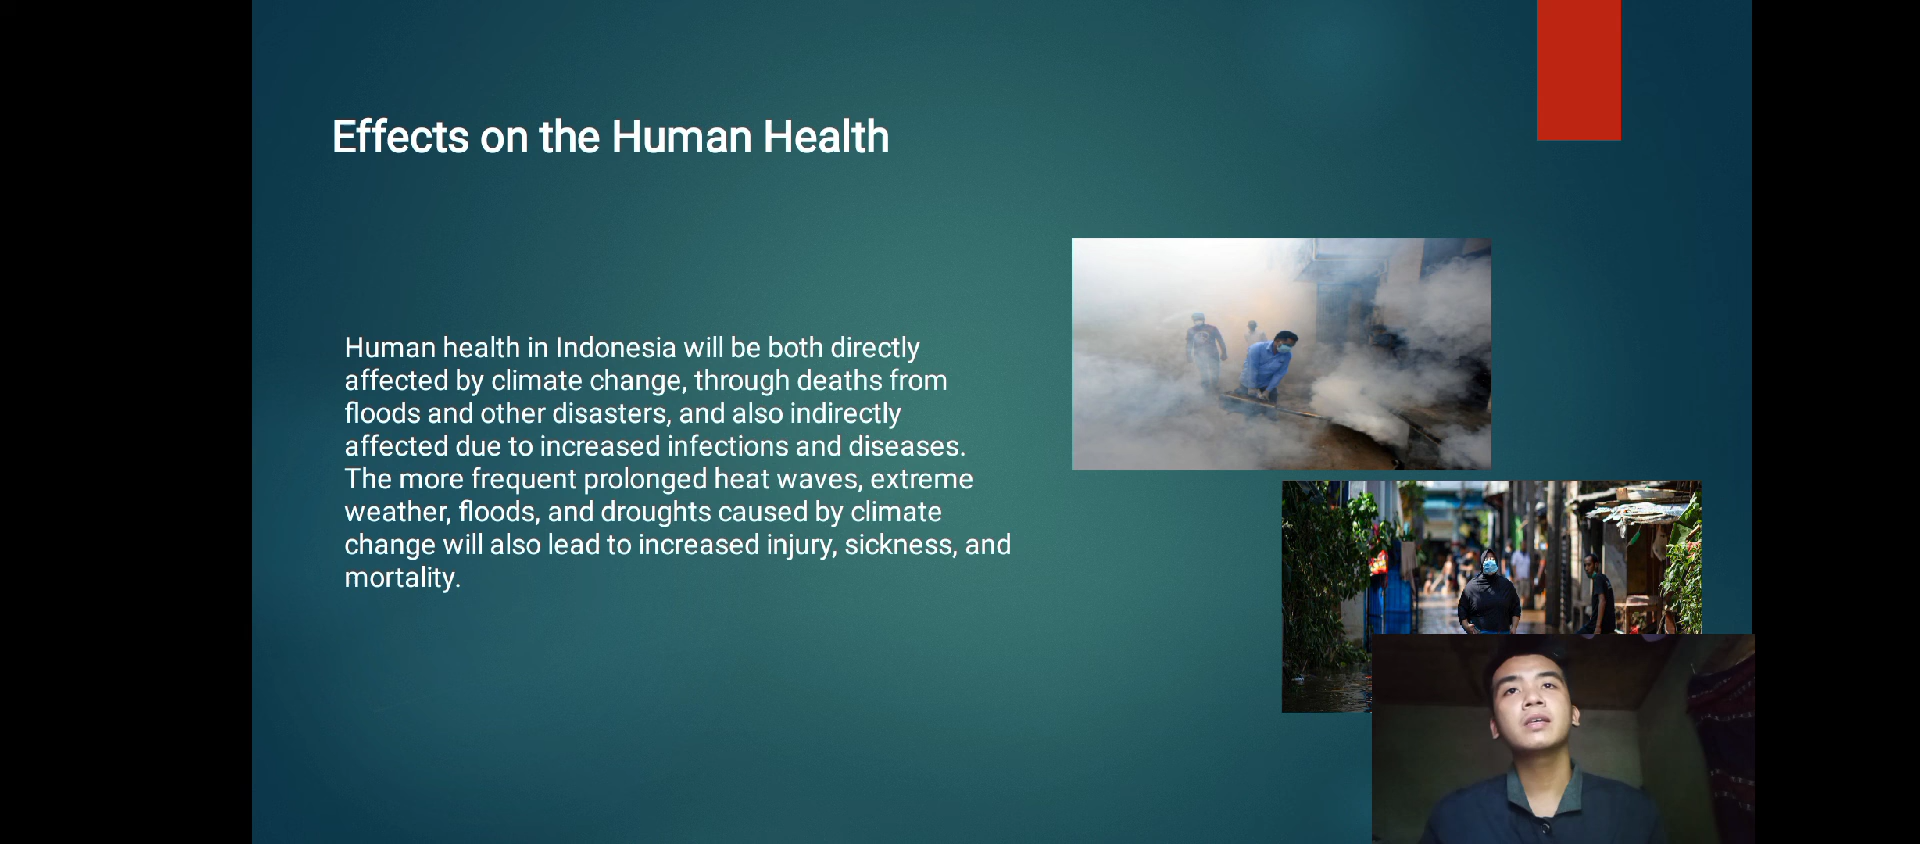 Effects on the Human Health
Human health in Indonesia will be both directly
affected by climate change, through deaths from
floods and other disasters, and also indirectly
affected due to increased infections and diseases.
The more frequent prolonged heat waves, extreme
weather, floods, and droughts caused by climate
change will also lead to increased injury, sickness, and
mortality.